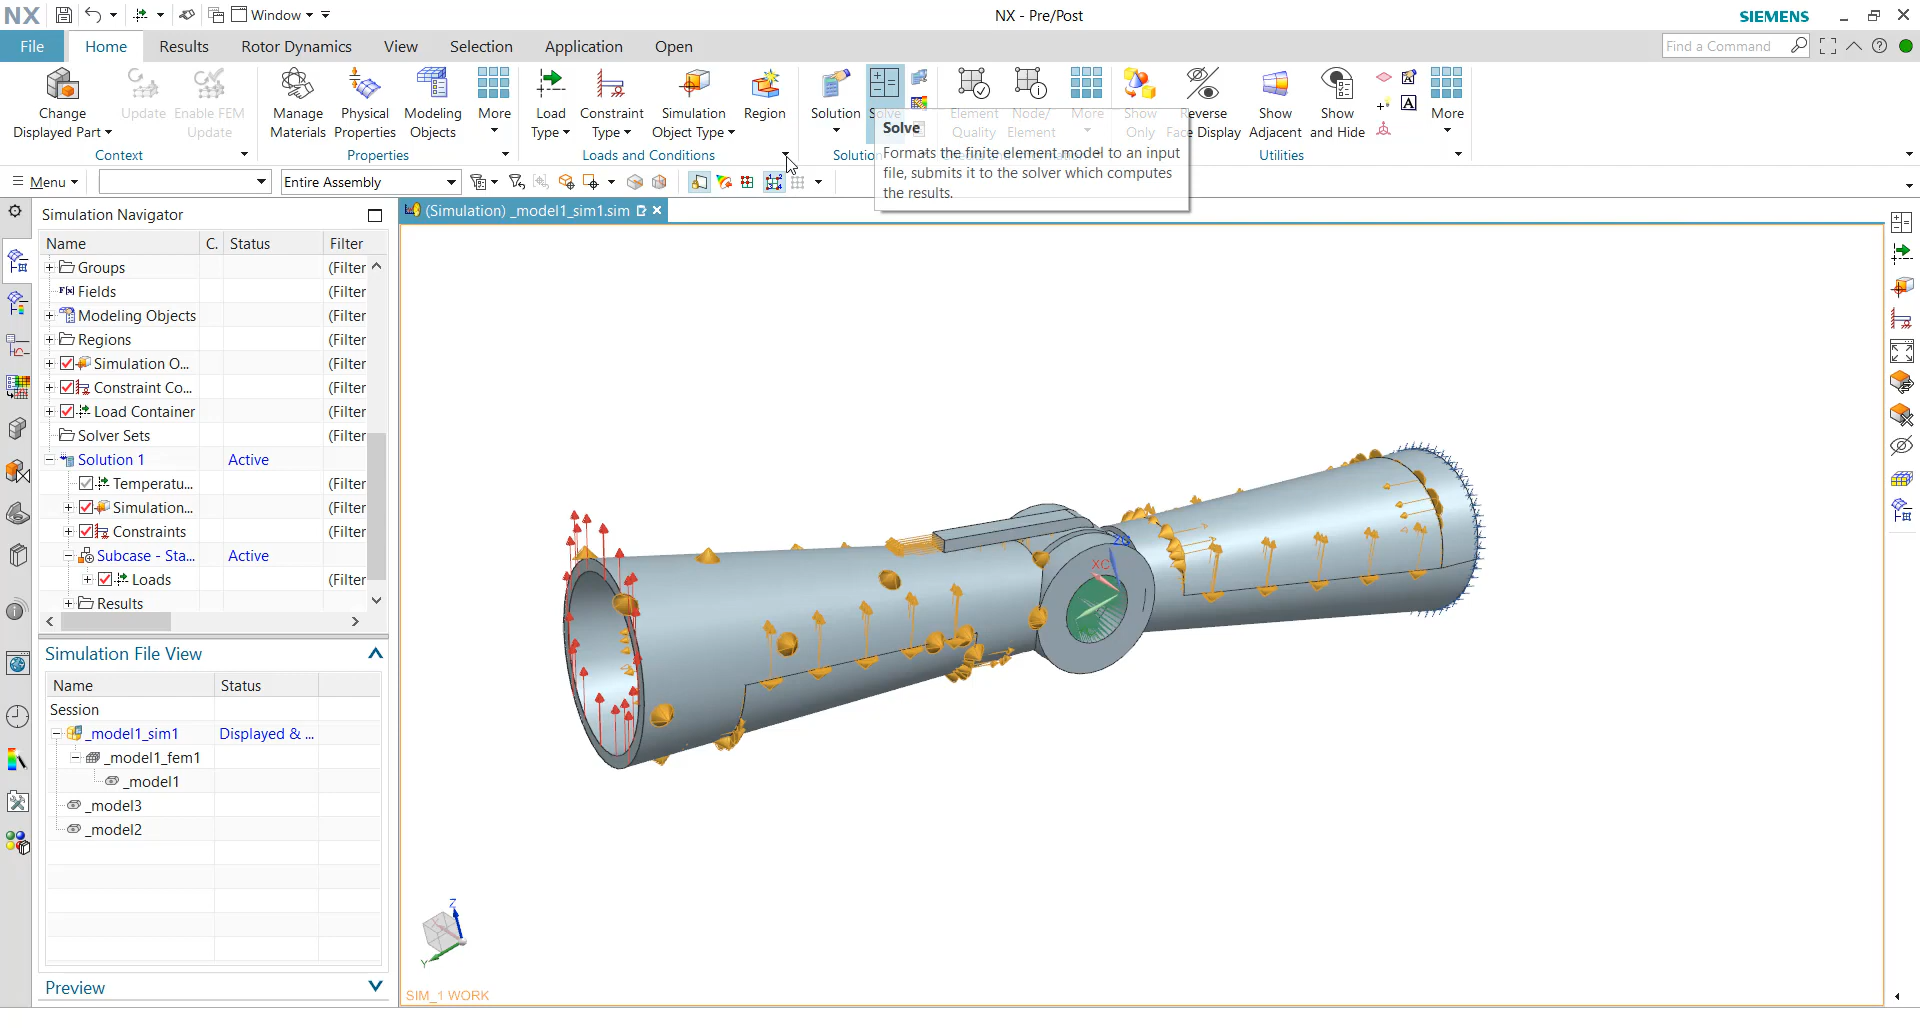 NX Window NX - Pre/Post SIEMENS
File Home Results Rotor Dynamics View Selection Application Open Find a Command
Change Displayed Part
Update
Enable FEM Update
Context
Manage Materials
Physical Properties
Modeling Objects
More
Properties
Load Type
Constraint Type
Simulation Object Type
Region
Loads and Conditions
Solution
Solve
Solution
Element Quality
Node/ Element
More
Show Only
Reverse Face Display
Show Adjacent
Show and Hide
More
Utilities
Solve
Formats the finite element model to an input
file, submits it to the solver which computes
the results.
Menu Entire Assembly
Simulation Navigator
(Simulation) _model1_sim1.sim
Name C. Status Filter
Groups (Filter
Fields (Filter
Modeling Objects (Filter
Regions (Filter
Simulation O... (Filter
Constraint Co... (Filter
Load Container (Filter
Solver Sets (Filter
Solution 1 Active
Temperatu... (Filter
Simulation... (Filter
Constraints (Filter
Subcase - Sta... Active
Loads (Filter
Results (Filter
Simulation File View
Name Status
Session
_model1_sim1 Displayed & ...
_model1_fem1
_model1
_model3
_model2
Preview
XC
Z
Y
SIM_1 WORK